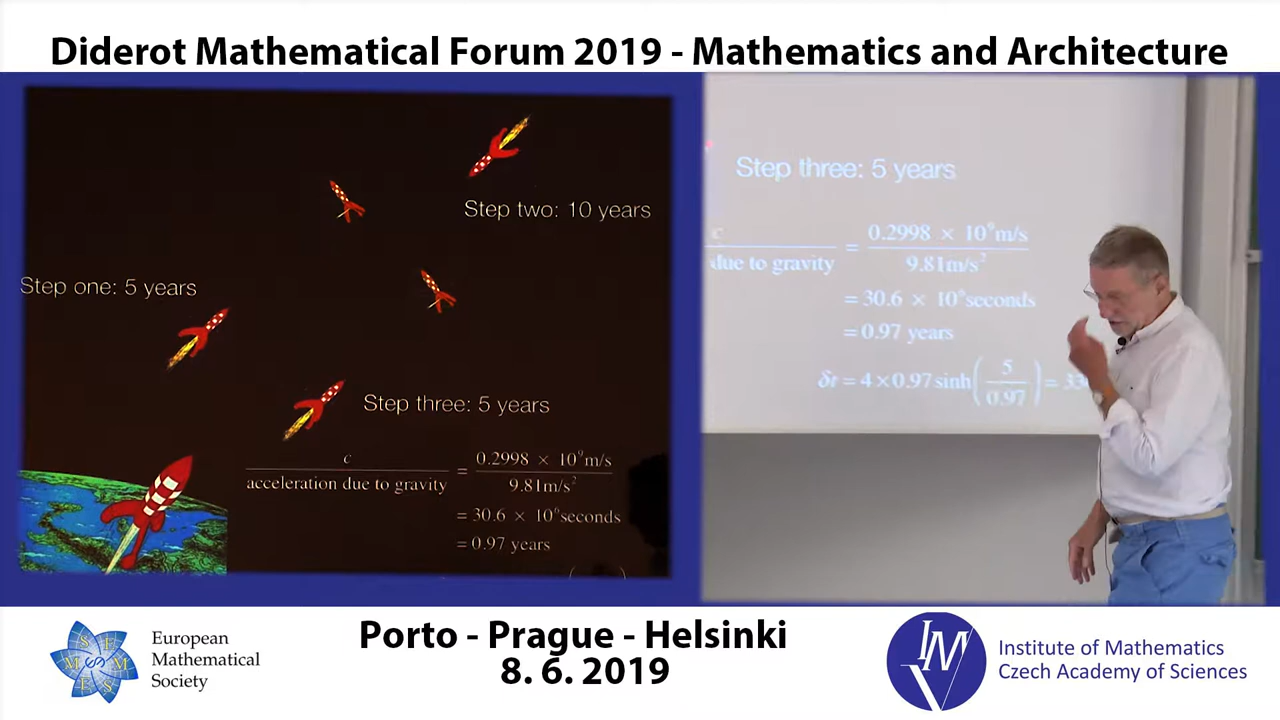 Diderot Mathematical Forum 2019 - Mathematics and Architecture
Step two: 10 years
Step one: 5 years
Step three: 5 years
c
acceleration due to gravity
= 0.2998 × 10⁹m/s
9.81m/s²
= 30.6 × 10⁶seconds
= 0.97 years
Step three: 5 years
c
due to gravity
= 0.2998 × 10⁹m/s
9.81m/s²
= 30.6 × 10⁶seconds
= 0.97 years
δt = 4 × 0.97 sinh(5/0.97) =
European
Mathematical
Society
Porto - Prague - Helsinki
8. 6. 2019
IM
Institute of Mathematics
Czech Academy of Sciences